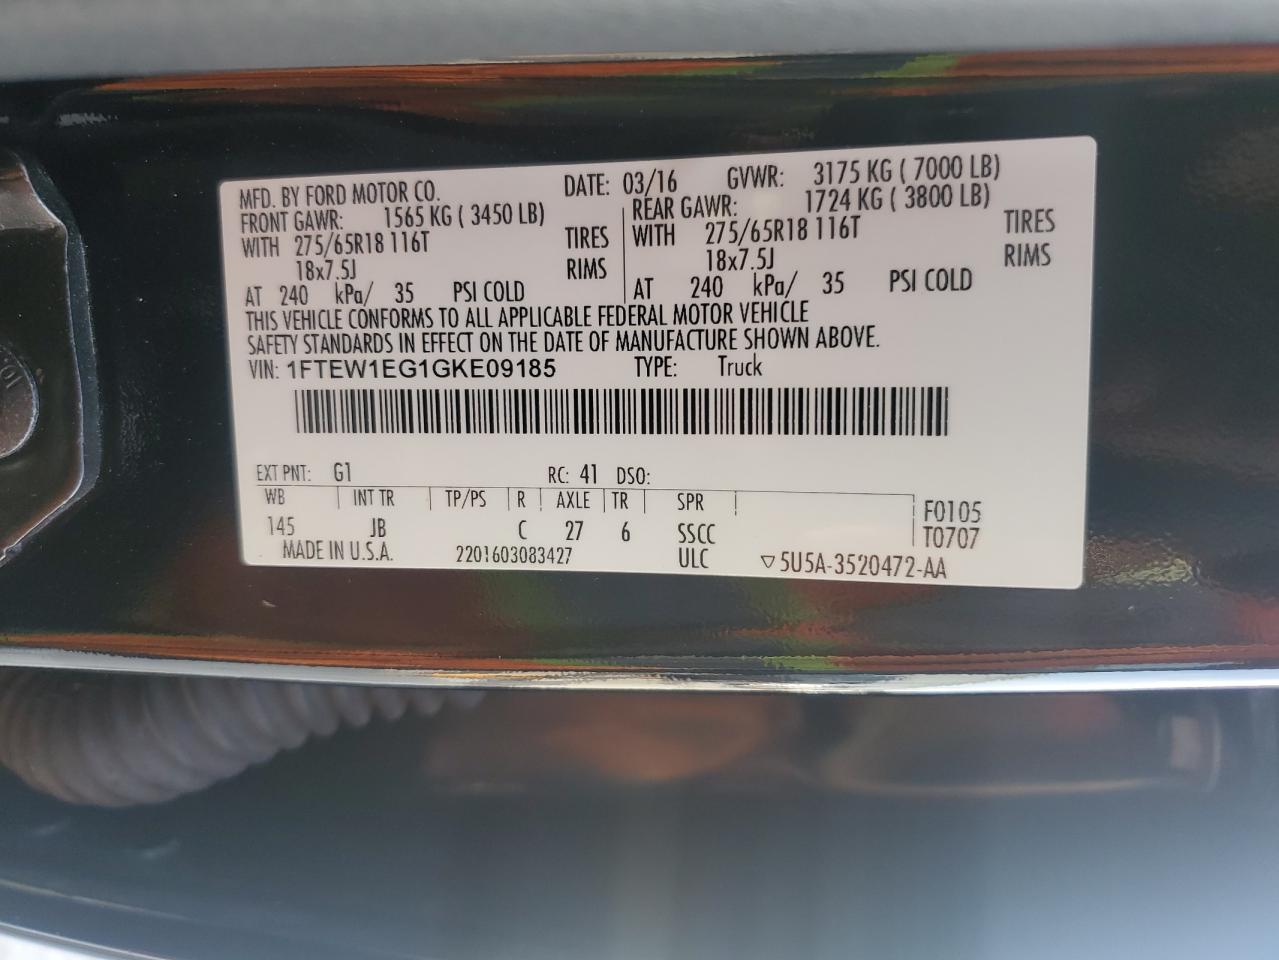 MFD. BY FORD MOTOR CO. DATE: 03/16 GVWR: 3175 KG ( 7000 LB)
FRONT GAWR: 1565 KG ( 3450 LB) REAR GAWR: 1724 KG ( 3800 LB)
WITH 275/65R18 116T TIRES WITH 275/65R18 116T TIRES
18x7.5J RIMS 18x7.5J RIMS
AT 240 kPa/ 35 PSI COLD AT 240 kPa/ 35 PSI COLD
THIS VEHICLE CONFORMS TO ALL APPLICABLE FEDERAL MOTOR VEHICLE
SAFETY STANDARDS IN EFFECT ON THE DATE OF MANUFACTURE SHOWN ABOVE.
VIN: 1FTEW1EG1GKE09185 TYPE: Truck
EXT PNT: G1 RC: 41 DSO:
WB INT TR TP/PS R AXLE TR SPR F0105
145 JB C 27 6 SSCC T0707
MADE IN U.S.A. 2201603083427 ULC ▽5U5A-3520472-AA